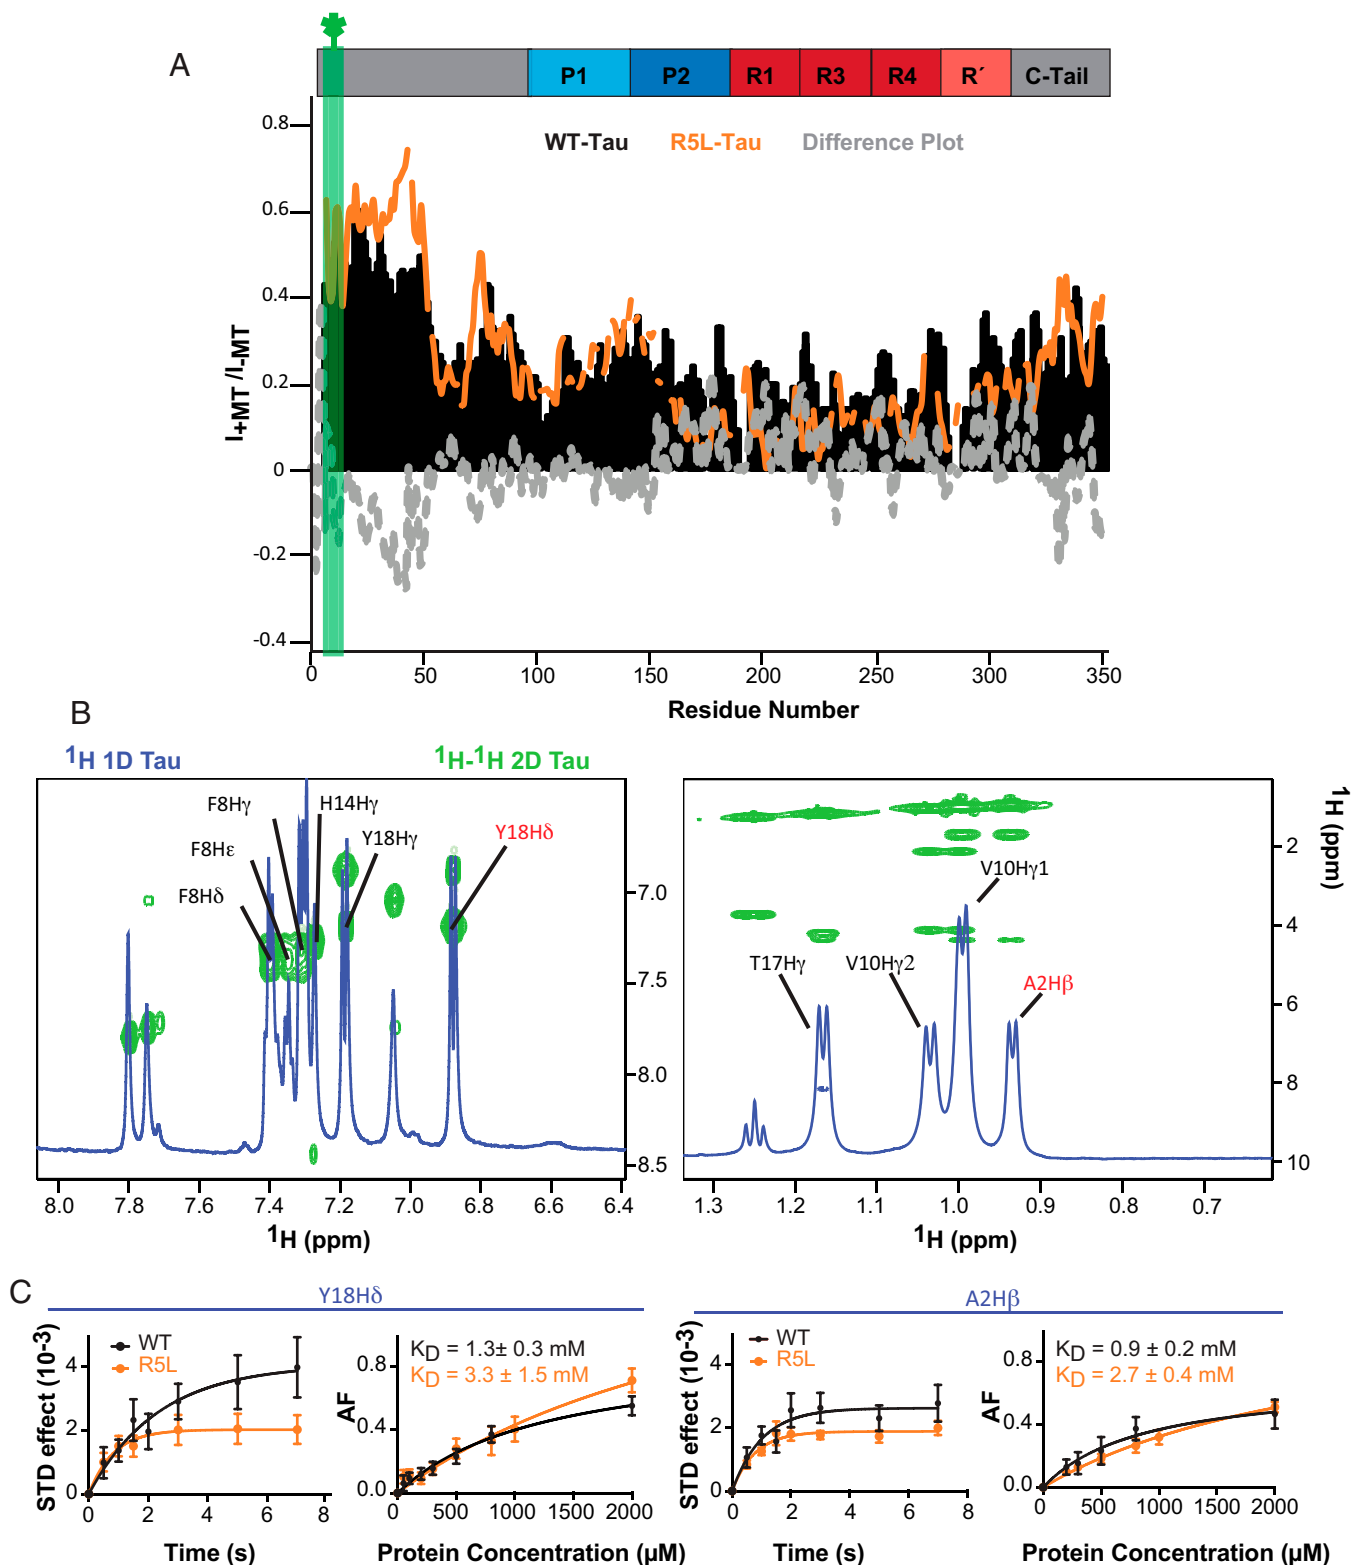 A
P1 P2 R1 R3 R4 R´ C-Tail
WT-Tau R5L-Tau Difference Plot
I+MT /I-MT
0.8
0.6
0.4
0.2
0
-0.2
-0.4
0 50 100 150 200 250 300 350
Residue Number
B
1H 1D Tau 1H-1H 2D Tau
F8Hγ H14Hγ
F8Hε Y18Hγ Y18Hδ
F8Hδ
7.0
7.5
8.0
8.5
8.0 7.8 7.6 7.4 7.2 7.0 6.8 6.6 6.4
1H (ppm)
1H (ppm)
V10Hγ1
T17Hγ V10Hγ2 A2Hβ
2
4
6
8
10
1.3 1.2 1.1 1.0 0.9 0.8 0.7
1H (ppm)
C
Y18Hδ
STD effect (10-3)
WT
R5L
4
2
0
0 2 4 6 8
Time (s)
AF
KD = 1.3± 0.3 mM
KD = 3.3 ± 1.5 mM
0.8
0.4
0.0
0 500 1000 1500 2000
Protein Concentration (µM)
A2Hβ
STD effect (10-3)
WT
R5L
4
2
0
0 2 4 6 8
Time (s)
AF
KD = 0.9 ± 0.2 mM
KD = 2.7 ± 0.4 mM
0.8
0.4
0.0
0 500 1000 1500 2000
Protein Concentration (µM)